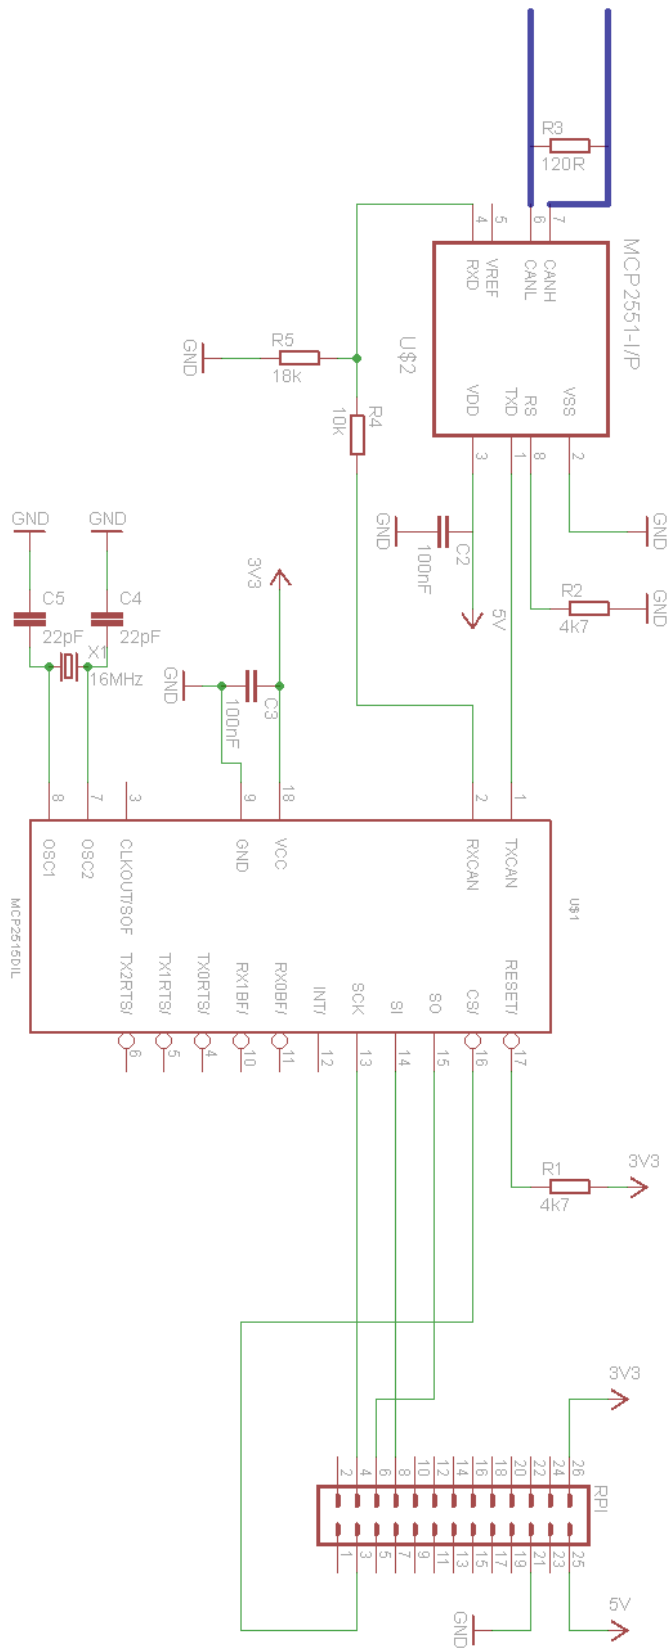 R3
120R
4
5
6
7
RXD
VREF
CANL
CANH
MCP2551-I/P
U$2
VDD
TXD
RS
VSS
3
1
8
2
R5
18k
GND
R4
10k
GND
GND
GND
C2
100nF
5V
R2
4k7
GND
GND
C5
22pF
C4
22pF
X1
16MHz
3V3
GND
C3
100nF
8
7
3
9
18
2
1
OSC1
OSC2
CLKOUT/SOF
GND
VCC
RXCAN
TXCAN
MCP2515DIL
U$1
TX2RTS/
TX1RTS/
TX0RTS/
RX1BF/
RX0BF/
INT/
SCK
SI
SO
CS/
RESET/
6
5
4
10
11
12
13
14
15
16
17
R1
4k7
3V3
3V3
2
4
6
8
10
12
14
16
18
20
22
24
26
RPI
1
3
5
7
9
11
13
15
17
19
21
23
25
GND
5V